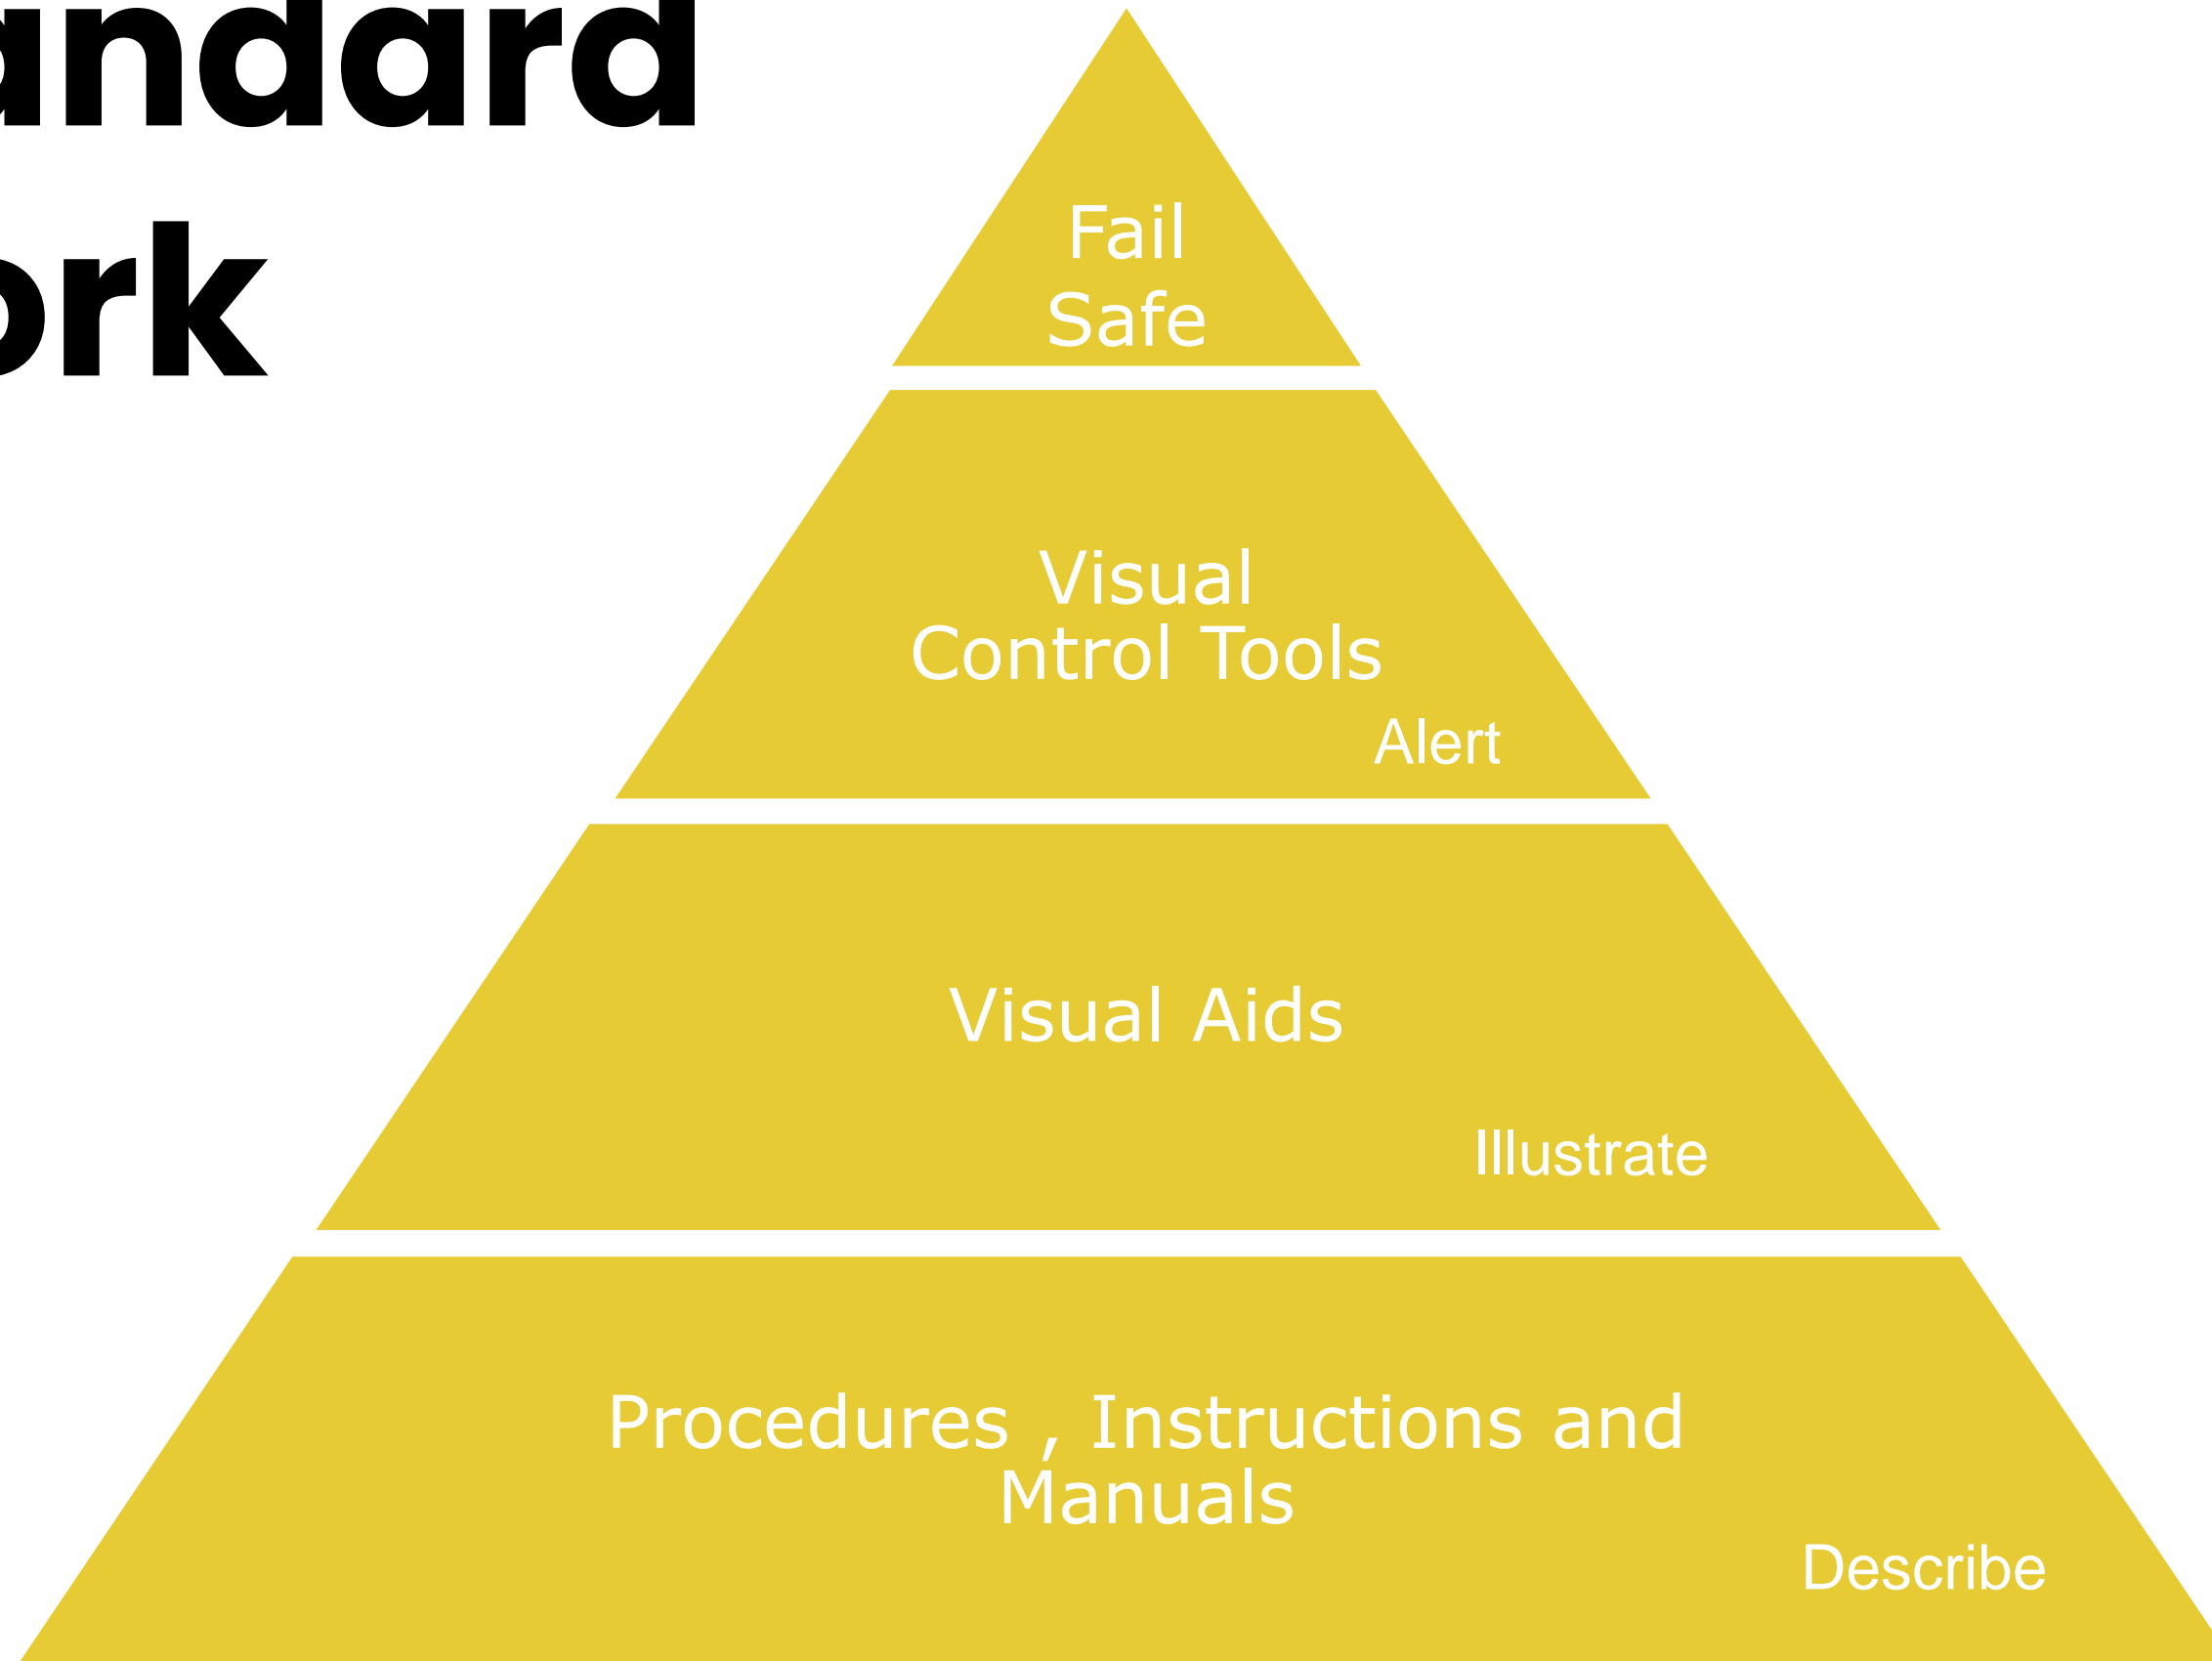 andard
ork
Fail
Safe
Visual
Control Tools
Alert
Visual Aids
Illustrate
Procedures , Instructions and
Manuals
Describe